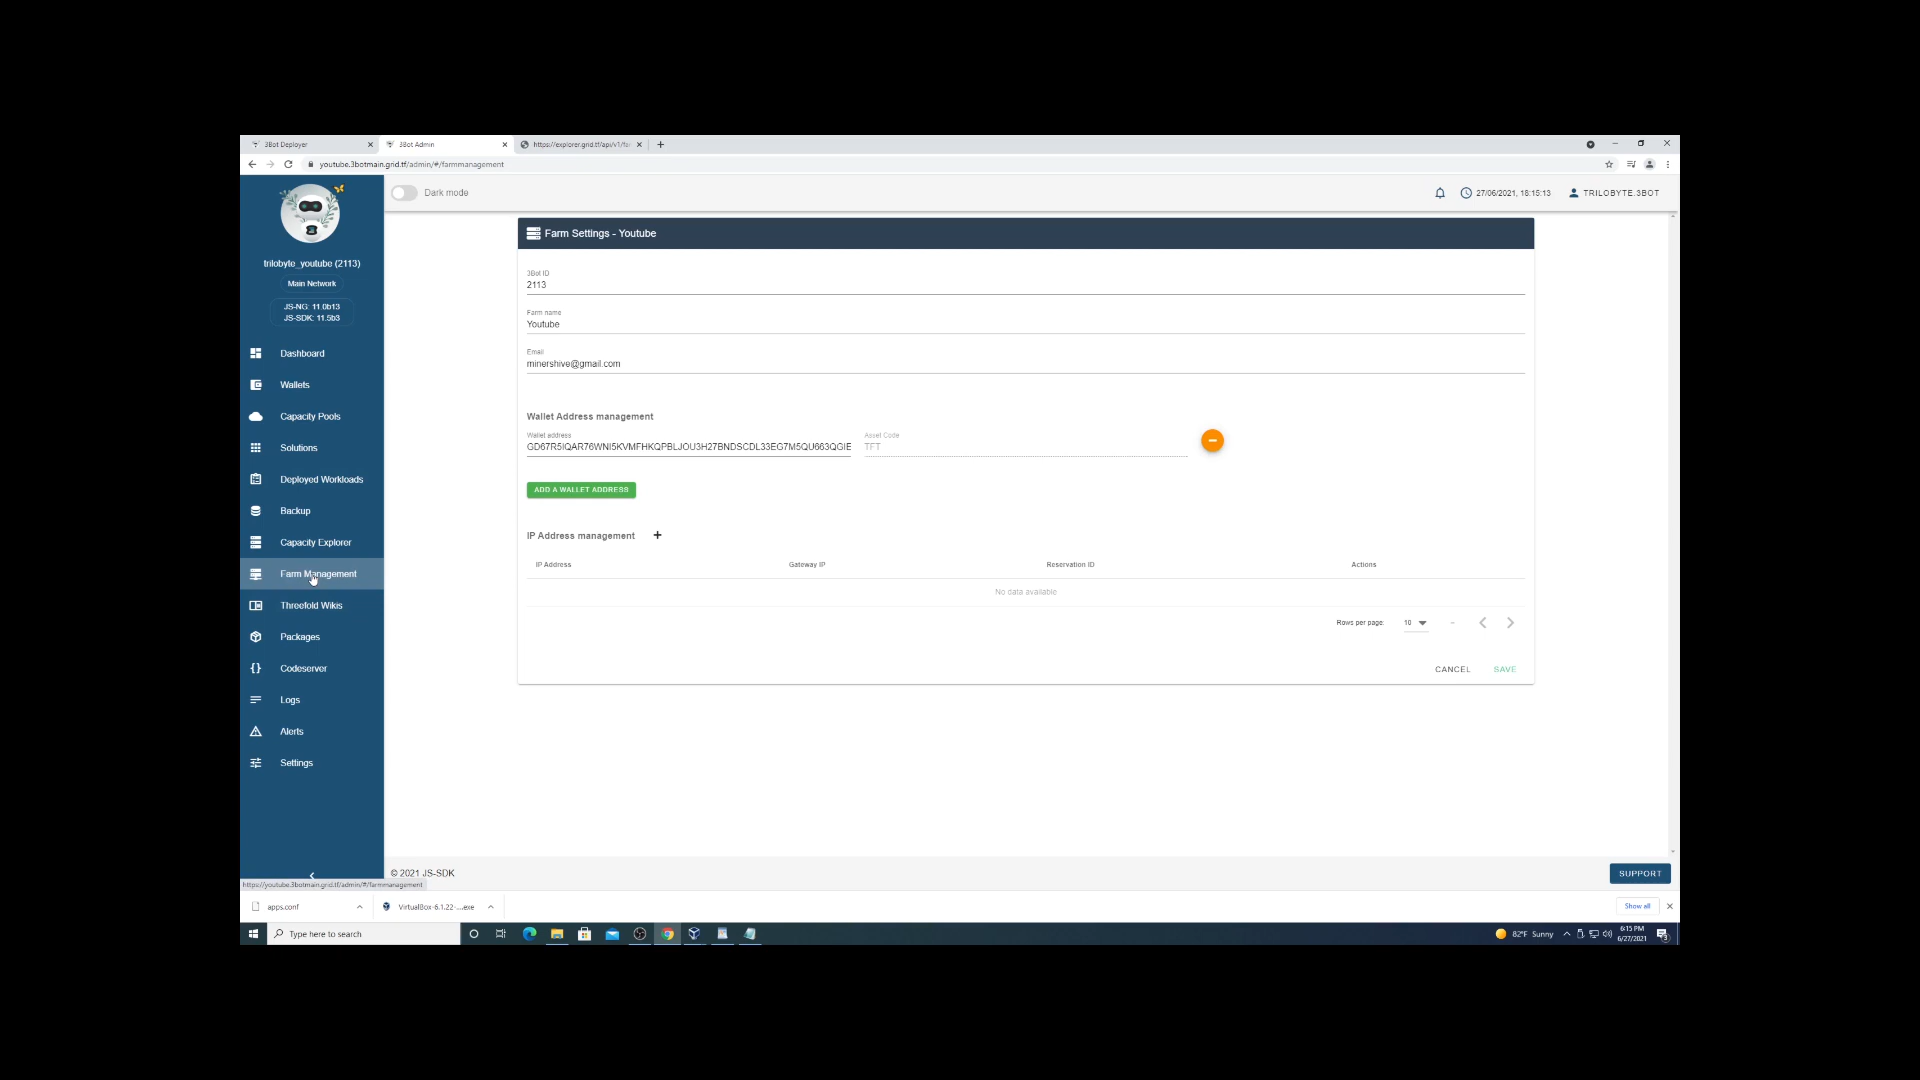 3Bot Deployer
3Bot Admin
https://explorer.grid.tf/api/v1/fa
youtube.3botmain.grid.tf/admin/#/farmmanagement
Dark mode
27/06/2021, 18:15:13
TRILOBYTE.3BOT
trilobyte_youtube (2113)
Main Network
JS-NG: 11.0b13
JS-SDK: 11.5b3
Dashboard
Wallets
Capacity Pools
Solutions
Deployed Workloads
Backup
Capacity Explorer
Farm Management
Threefold Wikis
Packages
Codeserver
Logs
Alerts
Settings
Farm Settings - Youtube
3Bot ID
2113
Farm name
Youtube
Email
minershive@gmail.com
Wallet Address management
Wallet address
GD67R5IQAR76WNI5KVMFHKQPBLJOU3H27BNDSCDL33EG7M5QU663QGIE
Asset Code
TFT
ADD A WALLET ADDRESS
IP Address management +
IP Address Gateway IP Reservation ID Actions
No data available
Rows per page: 10 –
CANCEL SAVE
© 2021 JS-SDK
SUPPORT
https://youtube.3botmain.grid.tf/admin/#/farmmanagement
apps.conf
VirtualBox-6.1.22-....exe
Show all
Type here to search
82°F Sunny
6:15 PM
6/27/2021